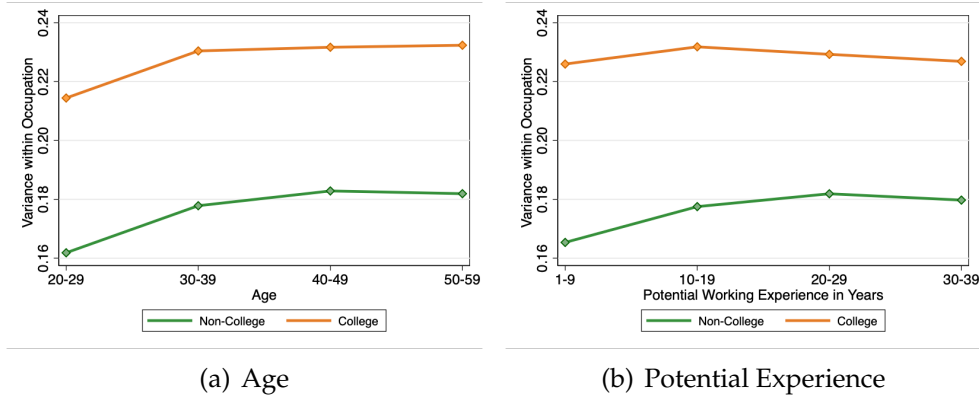 Variance within Occupation
0.24
0.22
0.20
0.18
0.16
20-29
30-39
40-49
50-59
Age
Non-College
College
(a) Age
Variance within Occupation
0.24
0.22
0.20
0.18
0.16
1-9
10-19
20-29
30-39
Potential Working Experience in Years
Non-College
College
(b) Potential Experience